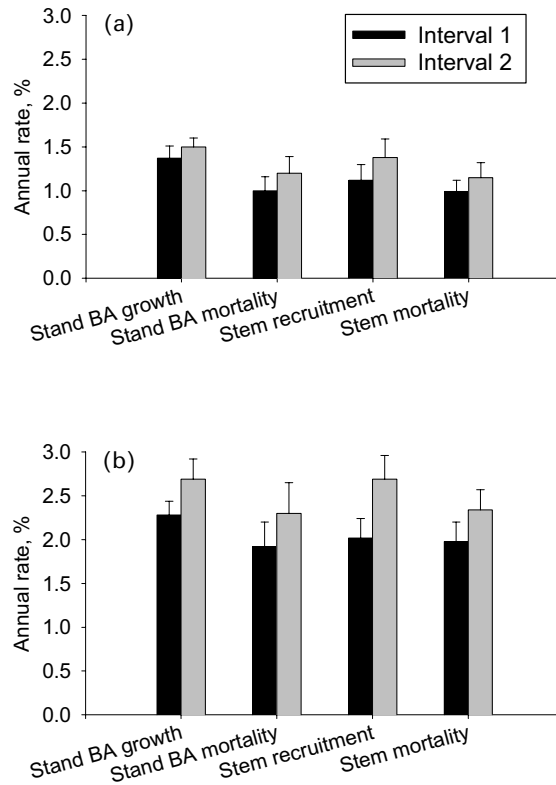 (a)
Interval 1
Interval 2
Annual rate, %
3.0
2.5
2.0
1.5
1.0
0.5
0.0
Stand BA growth
Stand BA mortality
Stem recruitment
Stem mortality
(b)
Annual rate, %
3.0
2.5
2.0
1.5
1.0
0.5
0.0
Stand BA growth
Stand BA mortality
Stem recruitment
Stem mortality